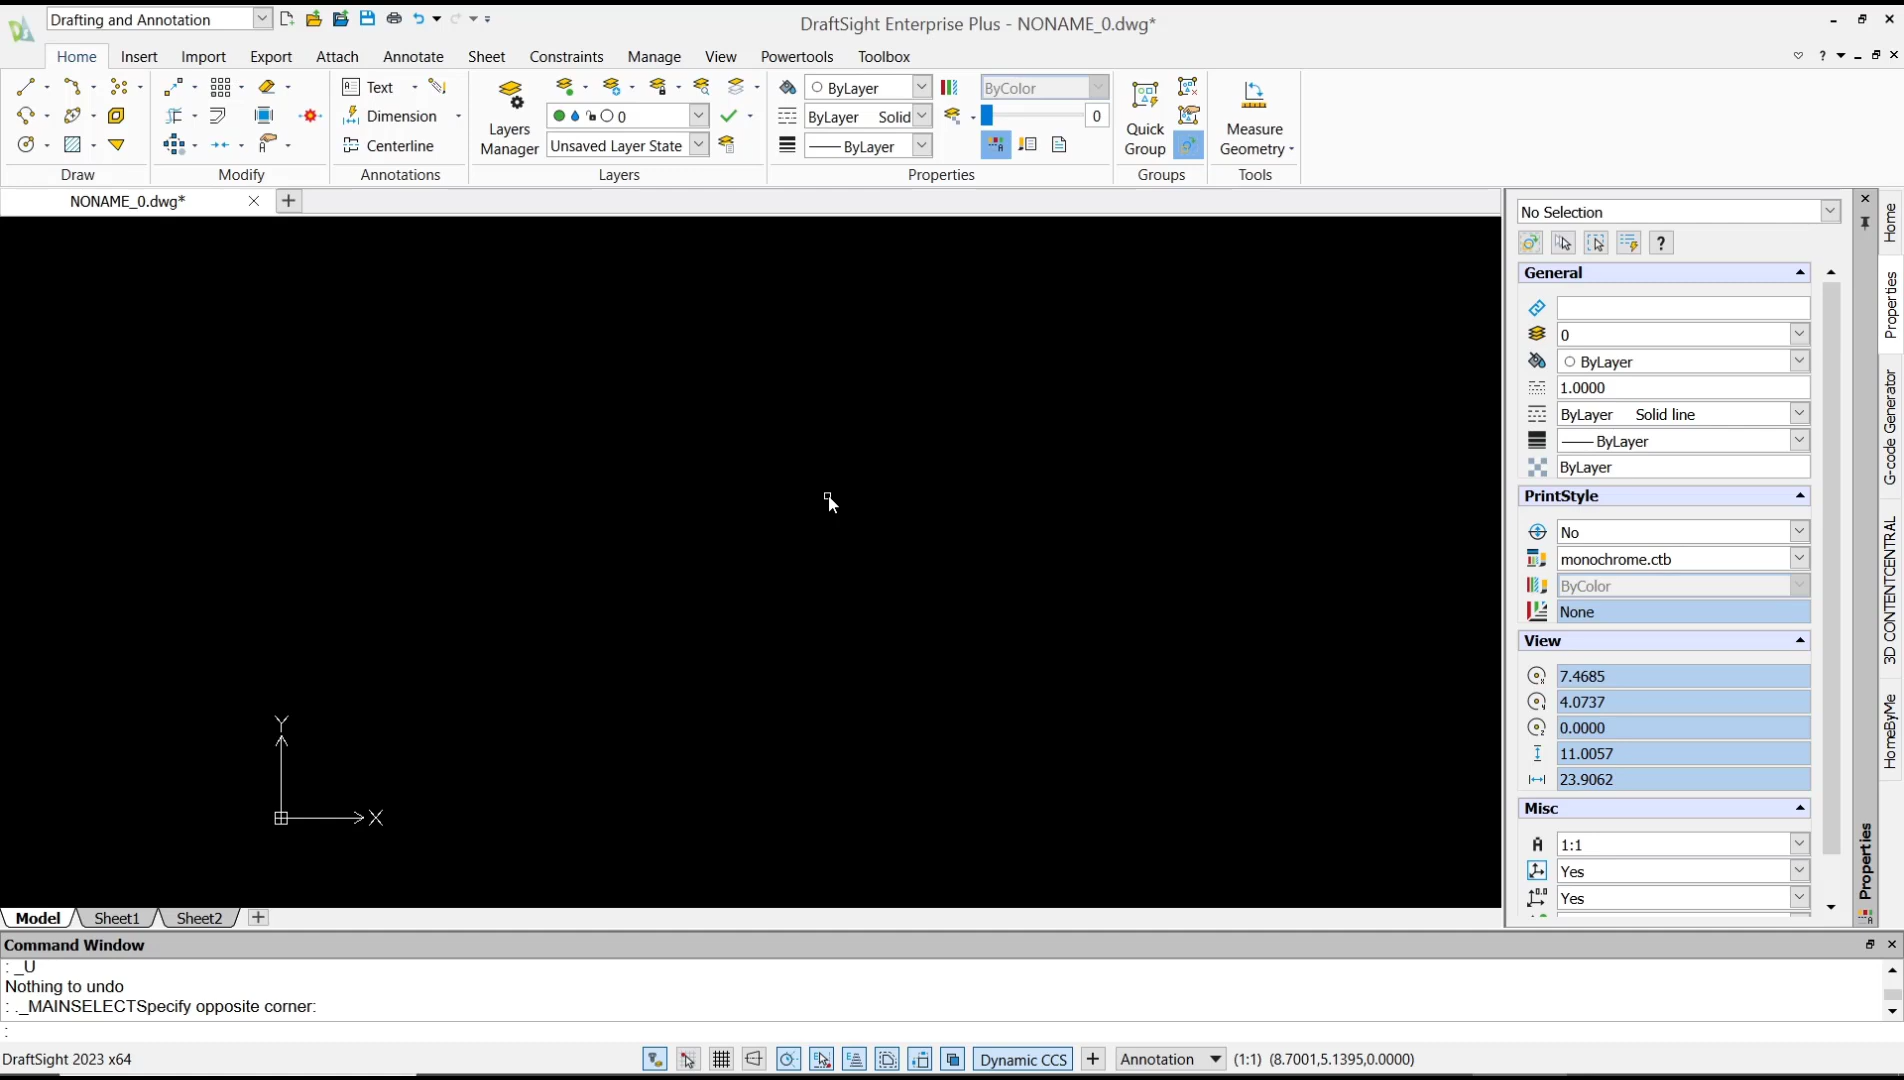 Drafting and Annotation
DraftSight Enterprise Plus - NONAME_0.dwg*
Home Insert Import Export Attach Annotate Sheet Constraints Manage View Powertools Toolbox
Text
Dimension
Centerline
Layers
Manager
0
Unsaved Layer State
ByLayer
ByLayer Solid
ByLayer
ByColor
0
Quick
Group
Measure
Geometry
Draw Modify Annotations Layers Properties Groups Tools
NONAME_0.dwg*
No Selection
General
0
ByLayer
1.0000
ByLayer Solid line
ByLayer
ByLayer
PrintStyle
No
monochrome.ctb
ByColor
None
View
7.4685
4.0737
0.0000
11.0057
23.9062
Misc
1:1
Yes
Yes
Properties
Home
Properties
G-code Generator
3D CONTENTCENTRAL
HomeByMe
Y
X
Model Sheet1 Sheet2
Command Window
: _U
Nothing to undo
: ._MAINSELECTSpecify opposite corner:
:
DraftSight 2023 x64
Dynamic CCS
Annotation (1:1) (8.7001,5.1395,0.0000)